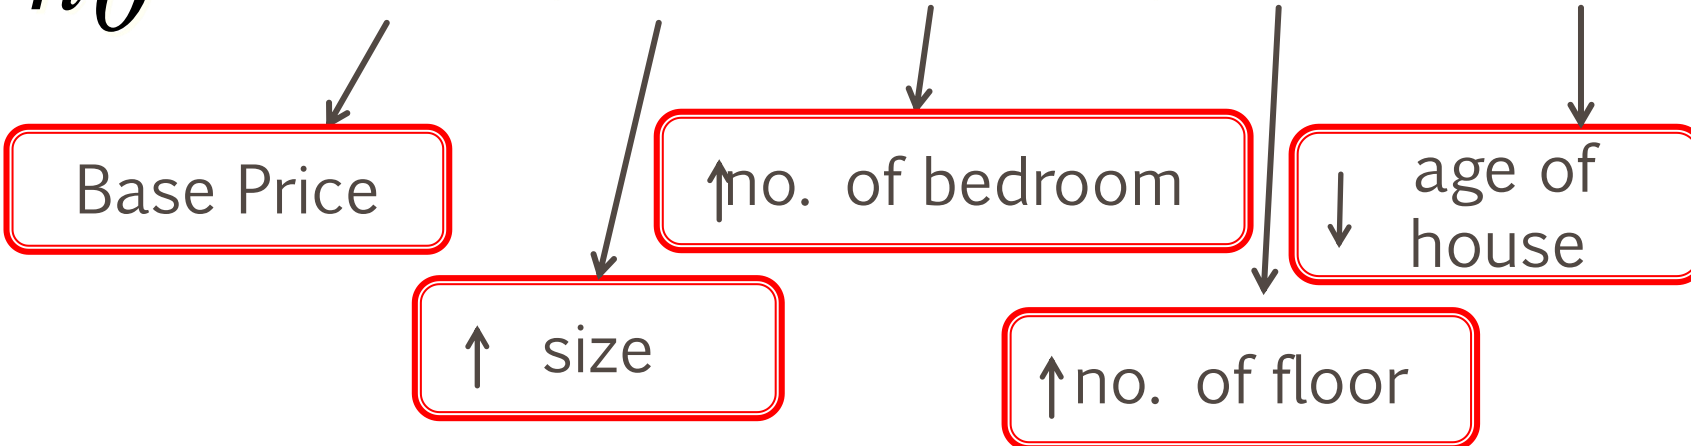 Base Price
↑no. of bedroom
↓ age of
house
↑ size
↑no. of floor